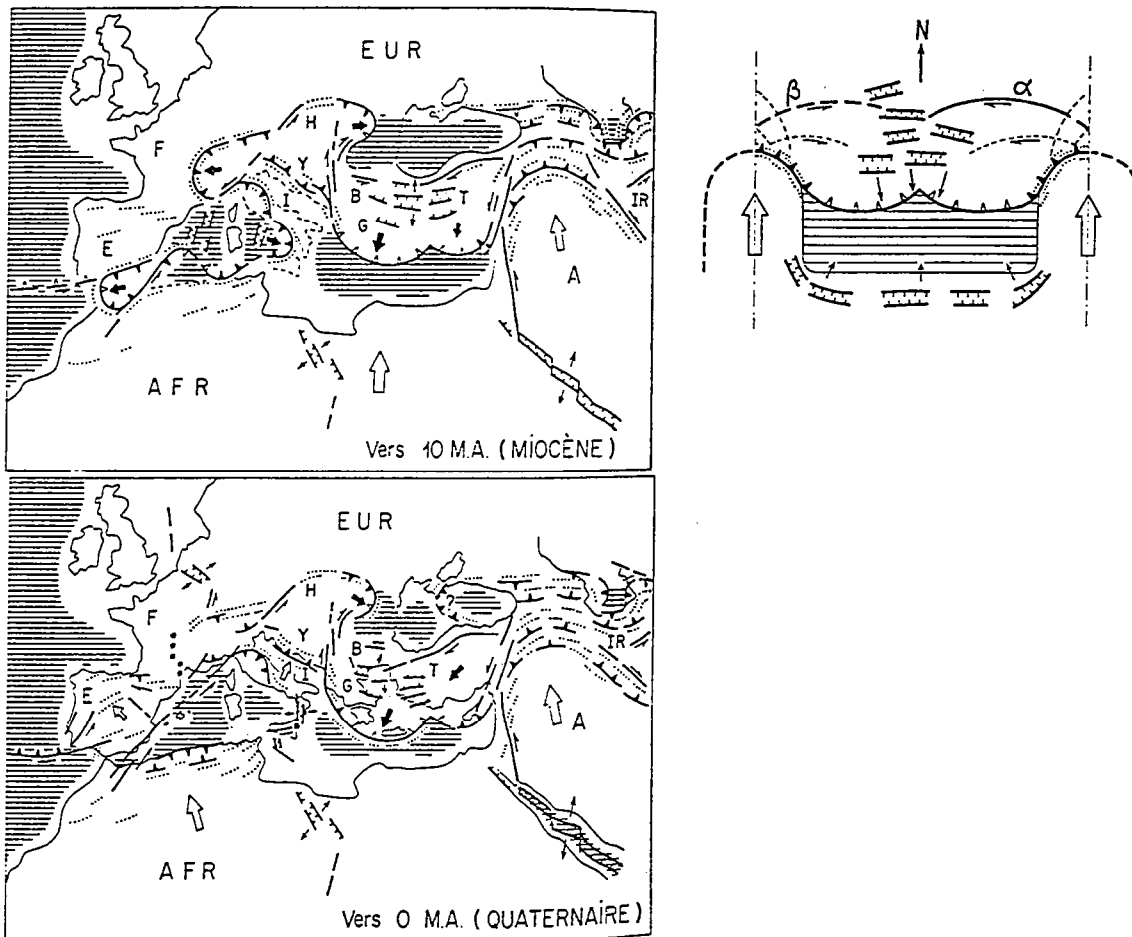 EUR
F
H
Y
I
B
T
G
E
IR
A
AFR
Vers 10 M.A. (MIOCÈNE)
N
β
α
EUR
F
H
Y
I
B
T
G
E
IR
A
AFR
Vers 0 M.A. (QUATERNAIRE)